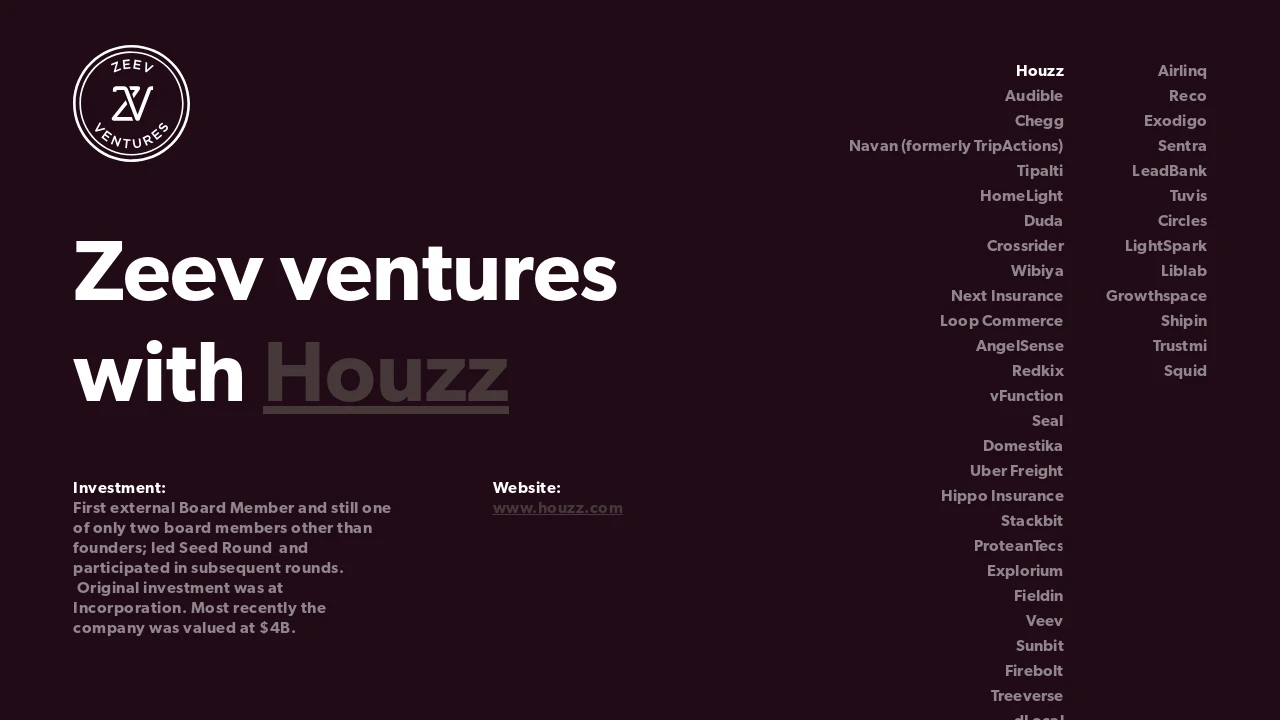 ZEEV
ZV
VENTURES
Zeev ventures
with Houzz
Investment:
First external Board Member and still one
of only two board members other than
founders; led Seed Round  and
participated in subsequent rounds.
Original investment was at
Incorporation. Most recently the
company was valued at $4B.
Website:
www.houzz.com
Houzz
Audible
Chegg
Navan (formerly TripActions)
Tipalti
HomeLight
Duda
Crossrider
Wibiya
Next Insurance
Loop Commerce
AngelSense
Redkix
vFunction
Seal
Domestika
Uber Freight
Hippo Insurance
Stackbit
ProteanTecs
Explorium
Fieldin
Veev
Sunbit
Firebolt
Treeverse
Airlinq
Reco
Exodigo
Sentra
LeadBank
Tuvis
Circles
LightSpark
Liblab
Growthspace
Shipin
Trustmi
Squid